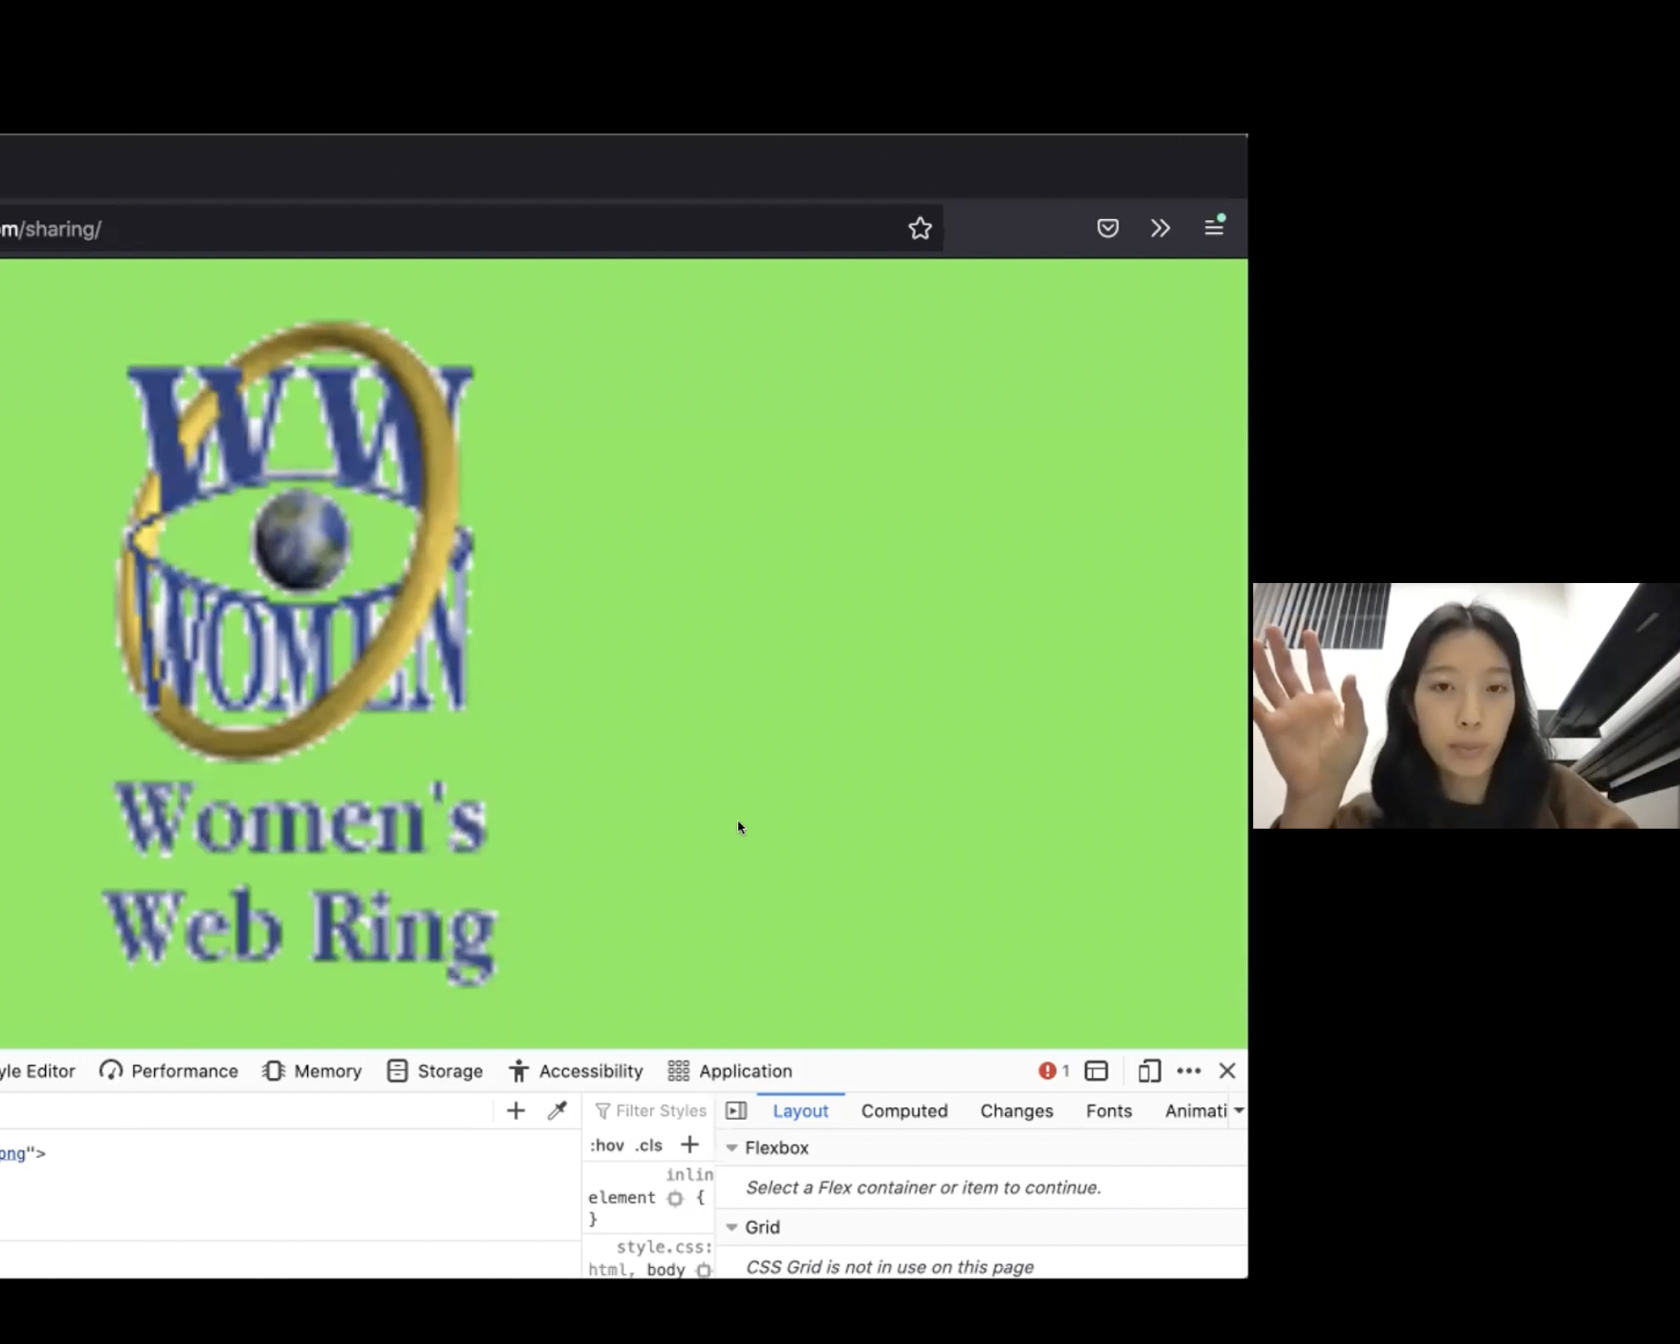 m/sharing/
WW
WOMEN
Women's
Web Ring
yle Editor Performance Memory Storage Accessibility Application 1
Filter Styles Layout Computed Changes Fonts Animati
:hov .cls +
png">
Flexbox
inlin
Select a Flex container or item to continue.
element {
}
Grid
style.css:
html, body
CSS Grid is not in use on this page